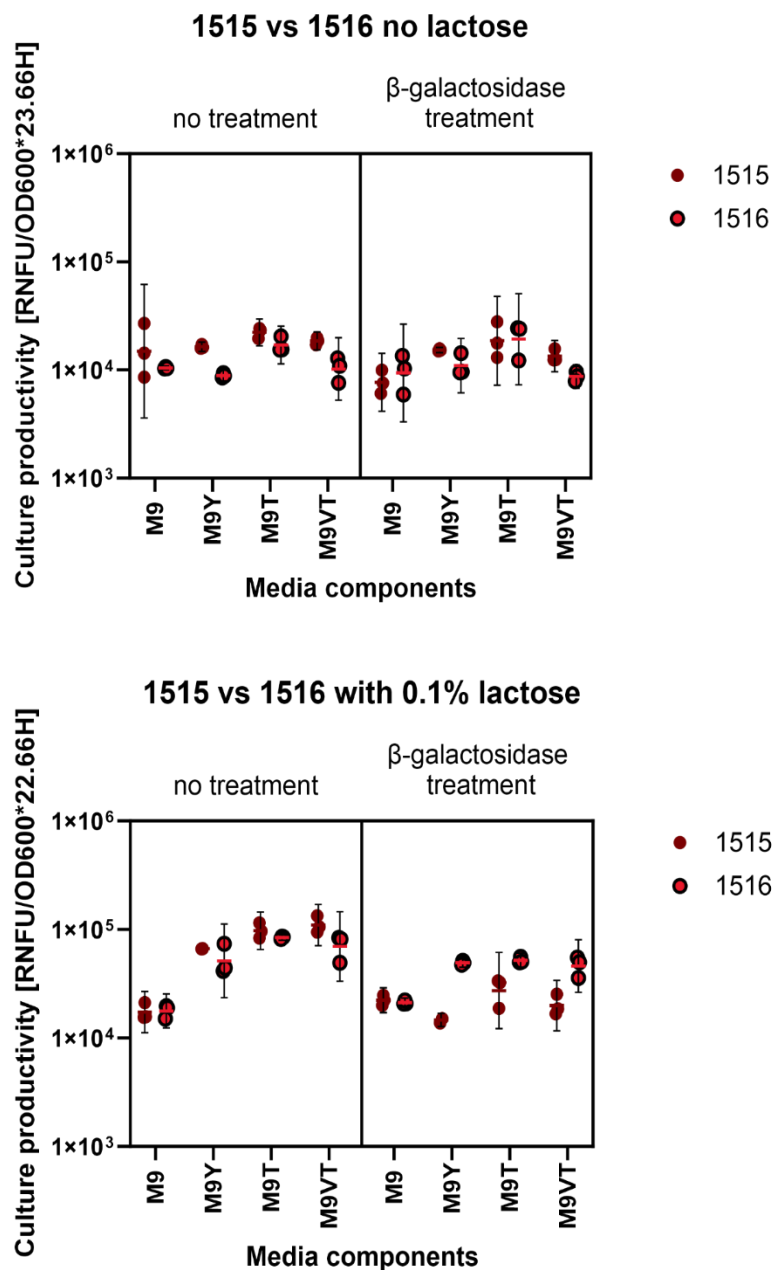 1515 vs 1516 no lactose
no treatment
β-galactosidase
treatment
Culture productivity [RNFU/OD600*23.66H]
1×10⁶
1×10⁵
1×10⁴
1×10³
M9
M9Y
M9T
M9VT
M9
M9Y
M9T
M9VT
Media components
1515
1516
1515 vs 1516 with 0.1% lactose
no treatment
β-galactosidase
treatment
Culture productivity [RNFU/OD600*22.66H]
1×10⁶
1×10⁵
1×10⁴
1×10³
M9
M9Y
M9T
M9VT
M9
M9Y
M9T
M9VT
Media components
1515
1516